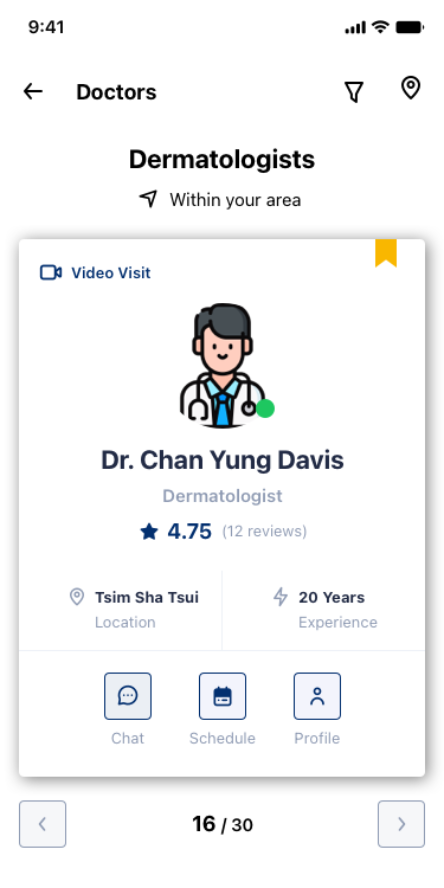 9:41
Doctors
Dermatologists
Within your area
Video Visit
Dr. Chan Yung Davis
Dermatologist
4.75 (12 reviews)
Tsim Sha Tsui 20 Years
Location Experience
Chat Schedule Profile
16 / 30